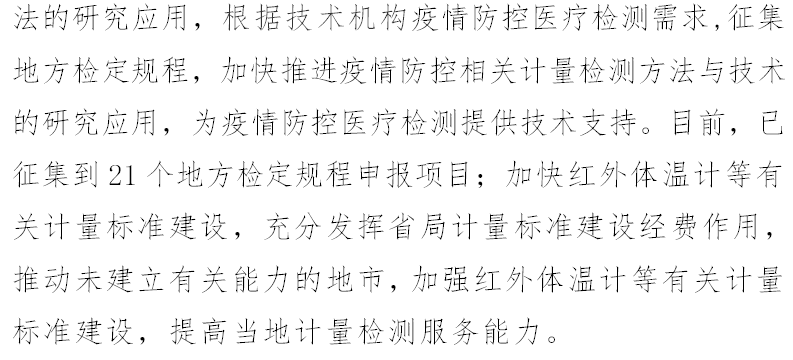 法的研究应用，根据技术机构疫情防控医疗检测需求,征集
地方检定规程，加快推进疫情防控相关计量检测方法与技术
的研究应用，为疫情防控医疗检测提供技术支持。目前，已
征集到 21 个地方检定规程申报项目；加快红外体温计等有
关计量标准建设，充分发挥省局计量标准建设经费作用，
推动未建立有关能力的地市，加强红外体温计等有关计量
标准建设，提高当地计量检测服务能力。